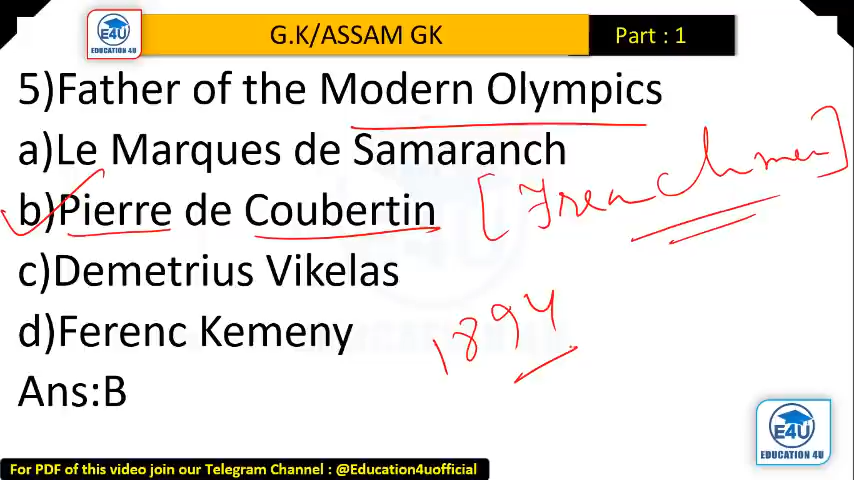 E4U
EDUCATION 4U
G.K/ASSAM GK
Part : 1
5)Father of the Modern Olympics
a)Le Marques de Samaranch
b)Pierre de Coubertin [Frenchmen]
c)Demetrius Vikelas
d)Ferenc Kemeny
1894
Ans:B
E4U
EDUCATION 4U
For PDF of this video join our Telegram Channel : @Education4uofficial